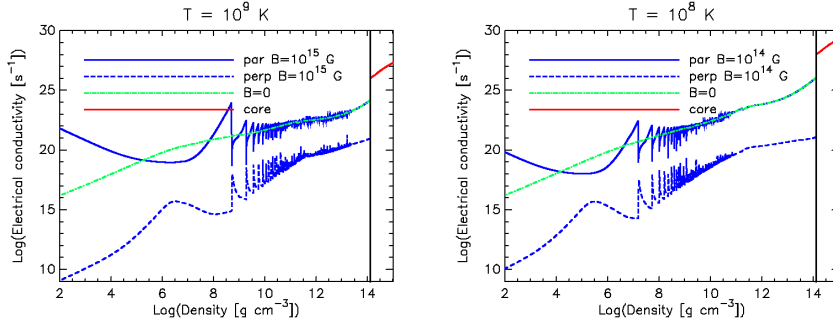 T = 10⁹ K
30
25
20
15
10
Log(Electrical conductivity [s⁻¹])
par B=10¹⁵ G
perp B=10¹⁵ G
B=0
core
2 4 6 8 10 12 14
Log(Density [g cm⁻³])
T = 10⁸ K
30
25
20
15
10
Log(Electrical conductivity [s⁻¹])
par B=10¹⁴ G
perp B=10¹⁴ G
B=0
core
2 4 6 8 10 12 14
Log(Density [g cm⁻³])